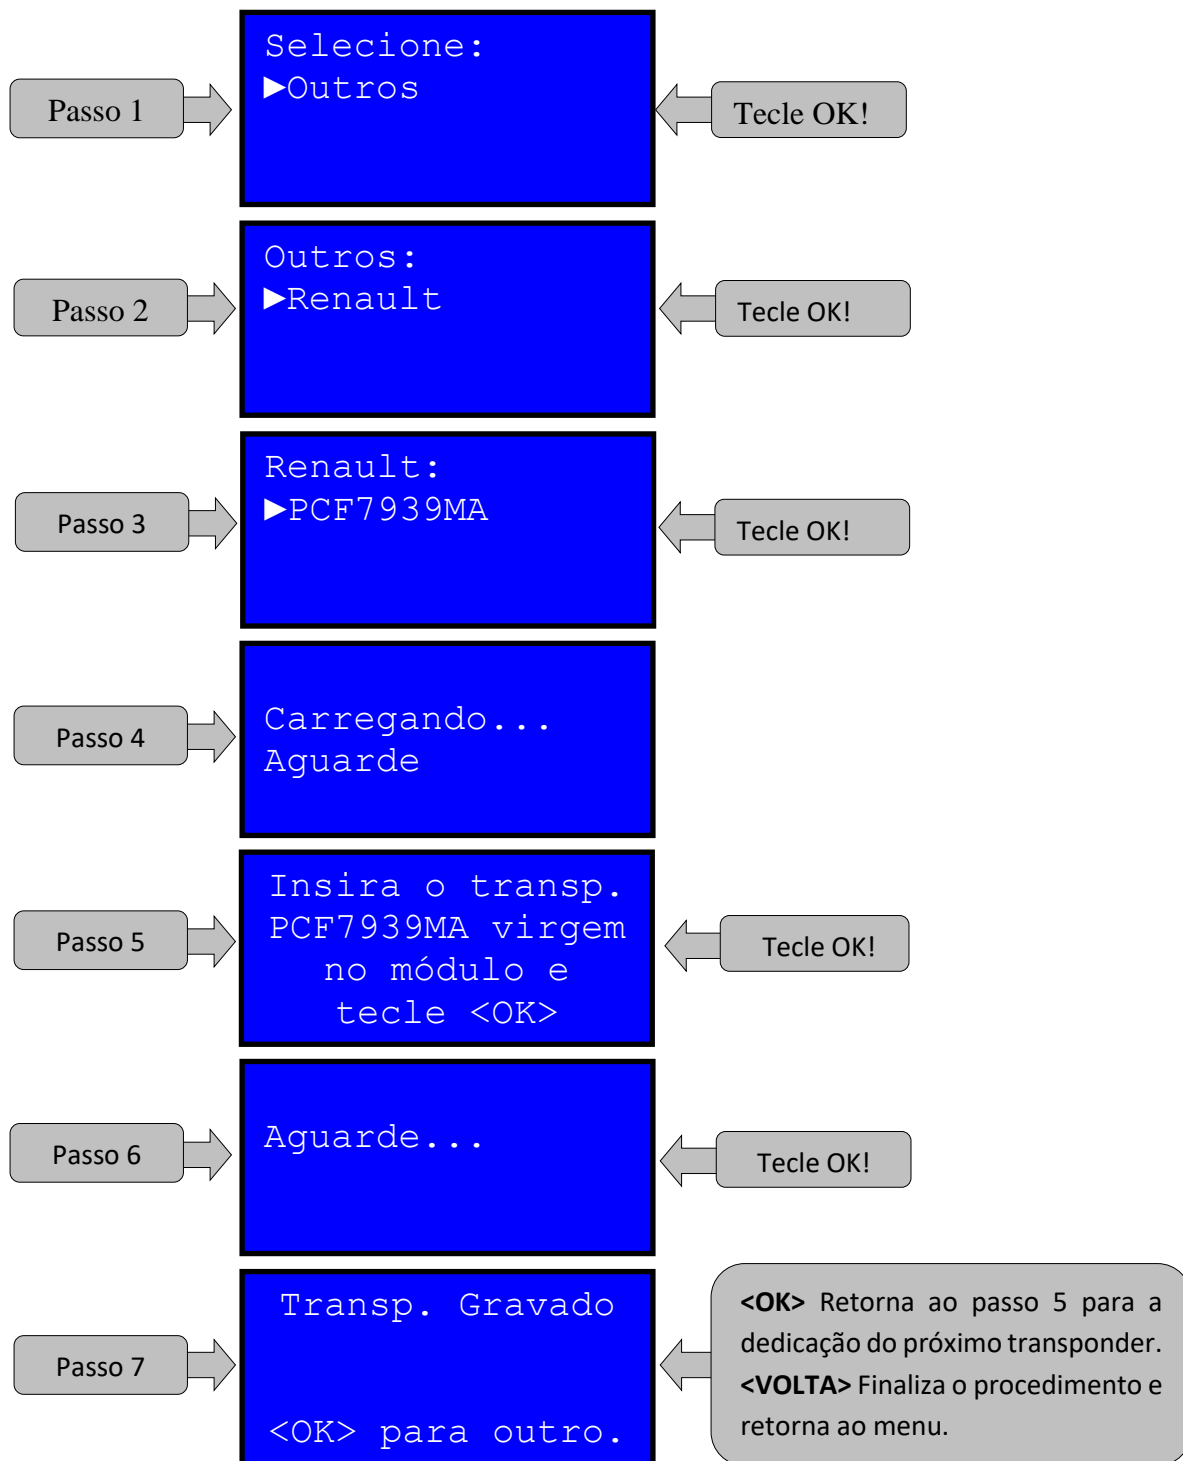 Passo 1
Selecione:
►Outros
Tecle OK!
Passo 2
Outros:
►Renault
Tecle OK!
Passo 3
Renault:
►PCF7939MA
Tecle OK!
Passo 4
Carregando...
Aguarde
Passo 5
Insira o transp.
PCF7939MA virgem
no módulo e
tecle <OK>
Tecle OK!
Passo 6
Aguarde...
Tecle OK!
Passo 7
Transp. Gravado
<OK> para outro.
<OK> Retorna ao passo 5 para a
dedicação do próximo transponder.
<VOLTA> Finaliza o procedimento e
retorna ao menu.